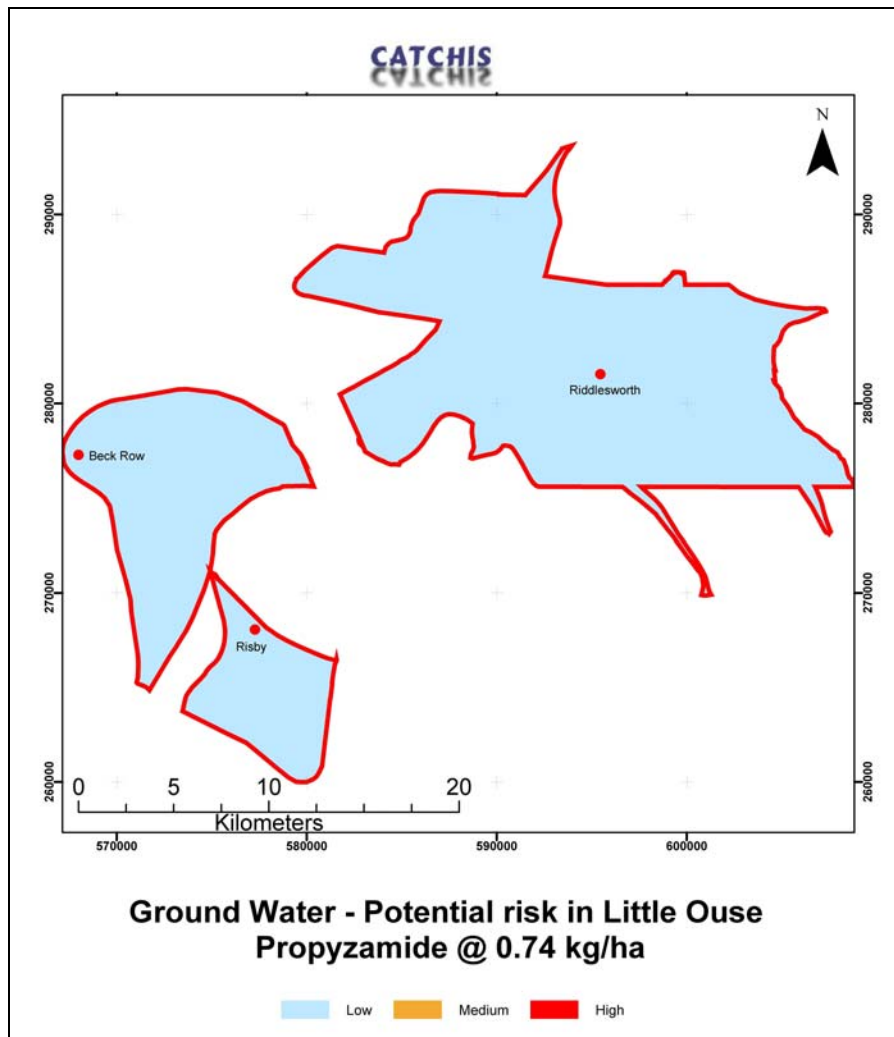 CATCHIS
N
290000
290000
Riddlesworth
280000
280000
Beck Row
270000
270000
Risby
260000
260000
0 5 10 20
Kilometers
570000 580000 590000 600000
Ground Water - Potential risk in Little Ouse
Propyzamide @ 0.74 kg/ha
Low Medium High